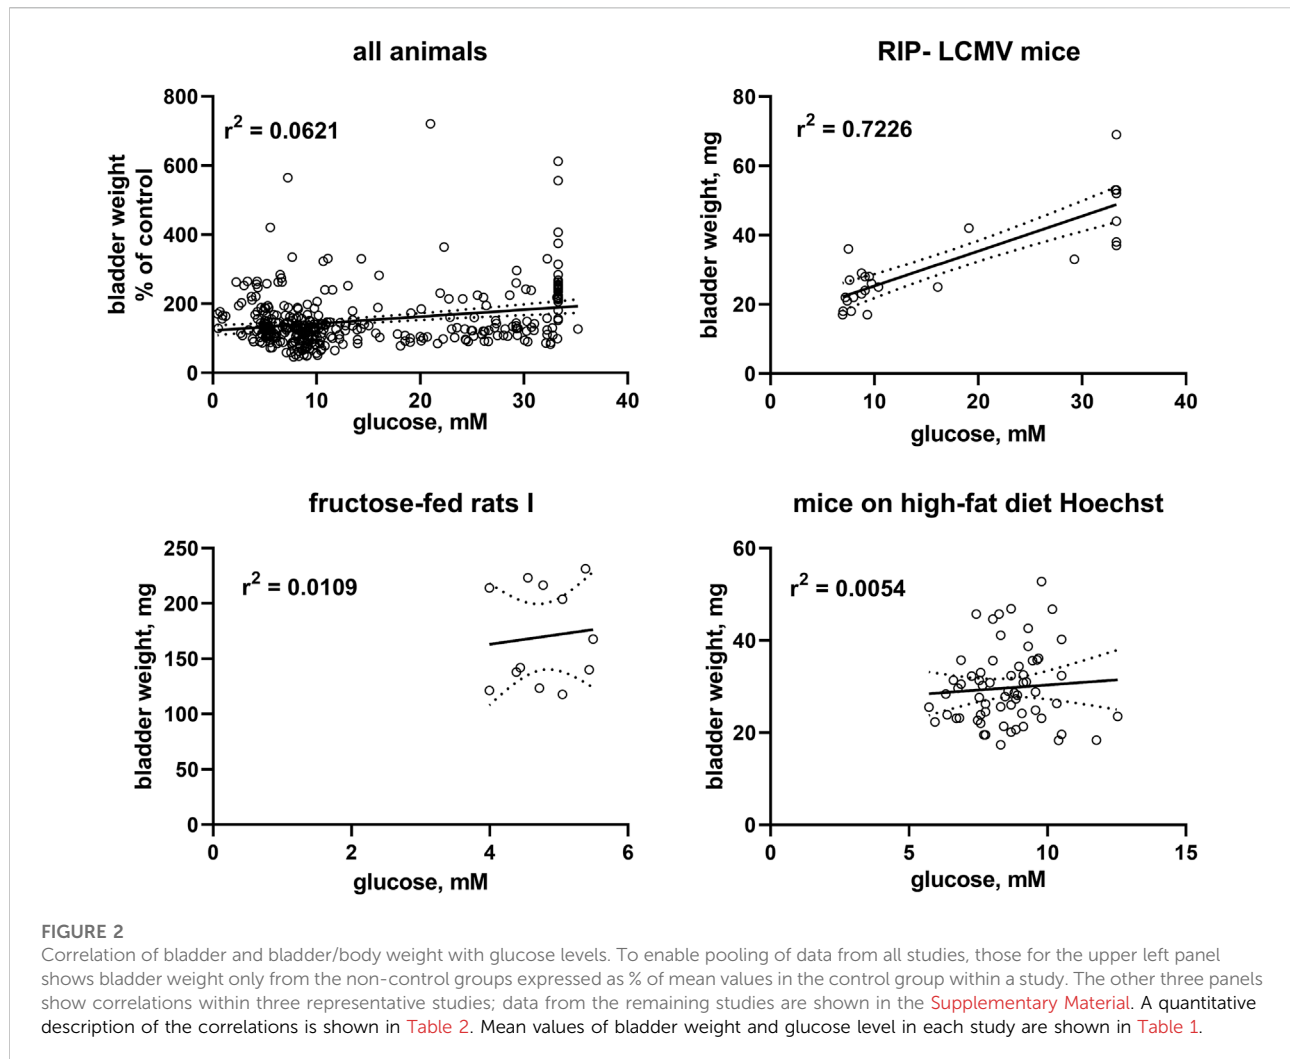 all animals
800
600
400
200
0
bladder weight
% of control
r2 = 0.0621
0 10 20 30 40
glucose, mM
RIP- LCMV mice
80
60
40
20
0
bladder weight, mg
r2 = 0.7226
0 10 20 30 40
glucose, mM
fructose-fed rats I
250
200
150
100
50
0
bladder weight, mg
r2 = 0.0109
0 2 4 6
glucose, mM
mice on high-fat diet Hoechst
60
40
20
0
bladder weight, mg
r2 = 0.0054
0 5 10 15
glucose, mM
FIGURE 2
Correlation of bladder and bladder/body weight with glucose levels. To enable pooling of data from all studies, those for the upper left panel
shows bladder weight only from the non-control groups expressed as % of mean values in the control group within a study. The other three panels
show correlations within three representative studies; data from the remaining studies are shown in the Supplementary Material. A quantitative
description of the correlations is shown in Table 2. Mean values of bladder weight and glucose level in each study are shown in Table 1.